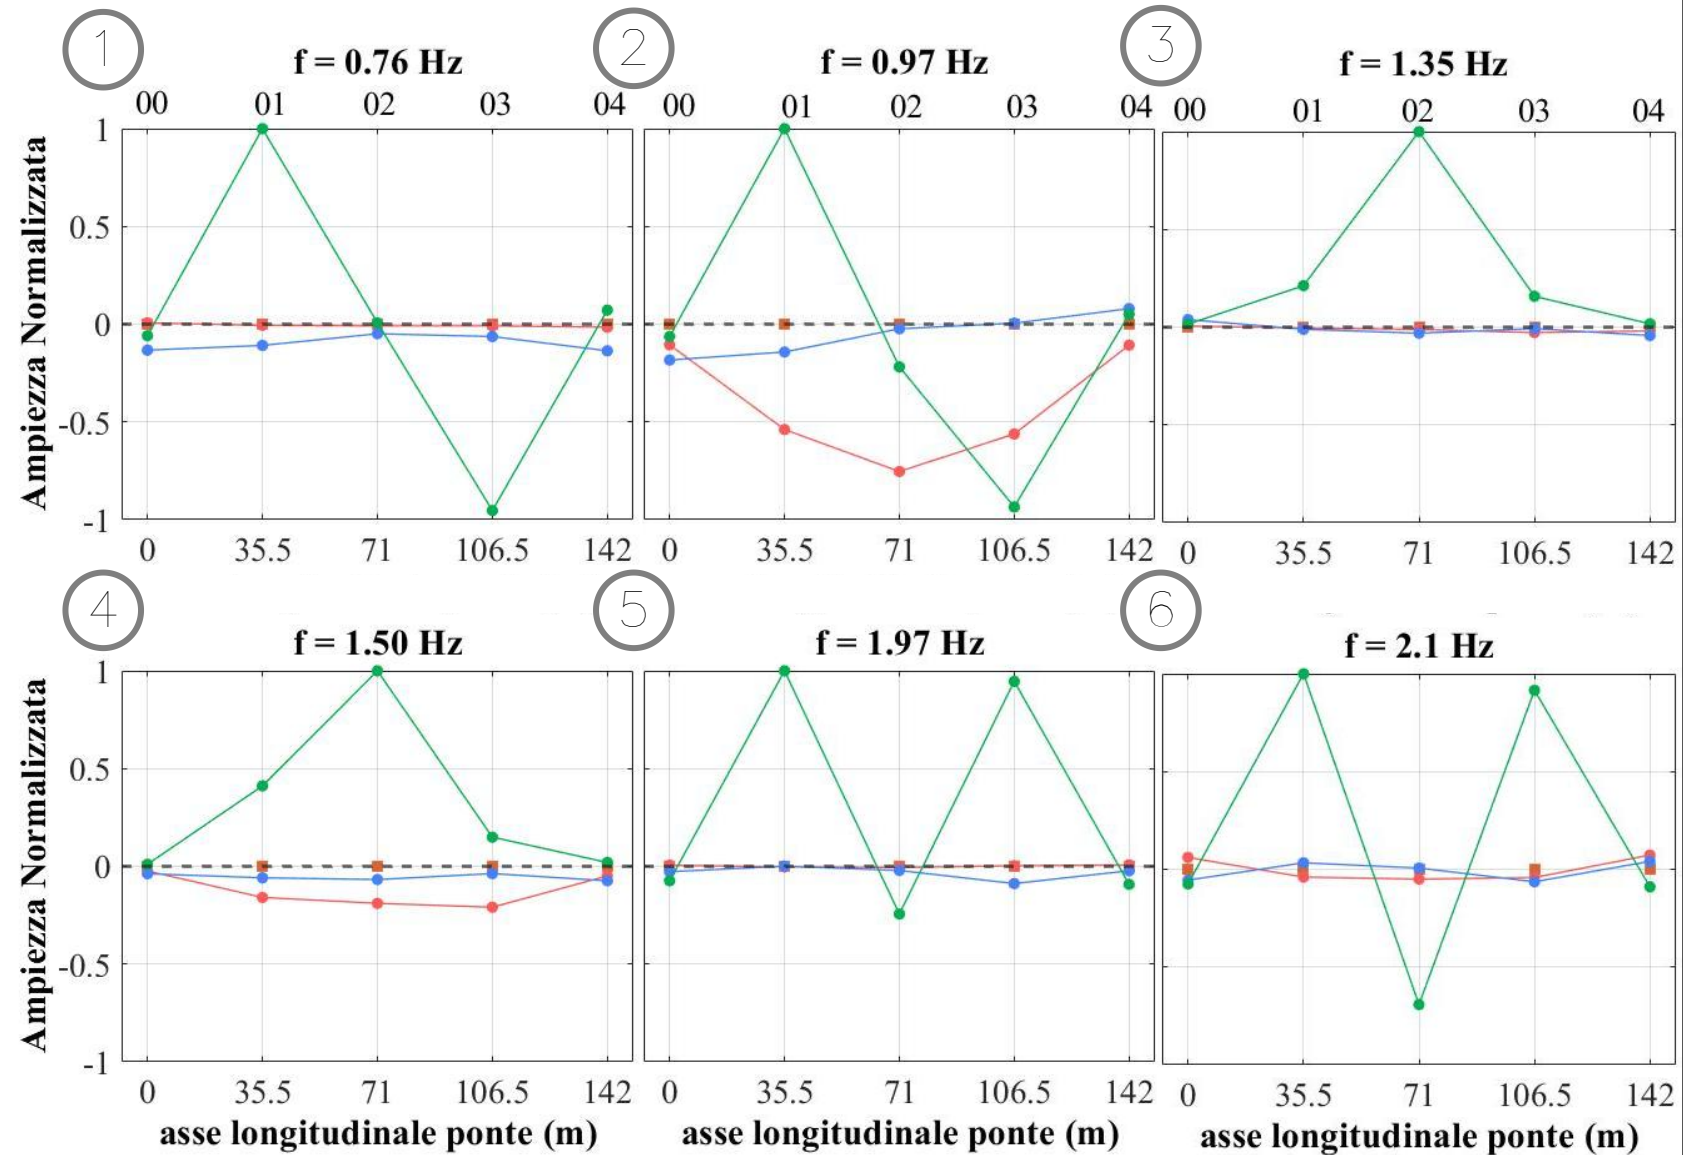 1 2 3
f = 0.76 Hz f = 0.97 Hz f = 1.35 Hz
00 01 02 03 04 00 01 02 03 04 00 01 02 03 04
Ampiezza Normalizzata
1
0.5
0
-0.5
-1
0 35.5 71 106.5 142 0 35.5 71 106.5 142 0 35.5 71 106.5 142
4 5 6
f = 1.50 Hz f = 1.97 Hz f = 2.1 Hz
Ampiezza Normalizzata
1
0.5
0
-0.5
-1
0 35.5 71 106.5 142 0 35.5 71 106.5 142 0 35.5 71 106.5 142
asse longitudinale ponte (m) asse longitudinale ponte (m) asse longitudinale ponte (m)